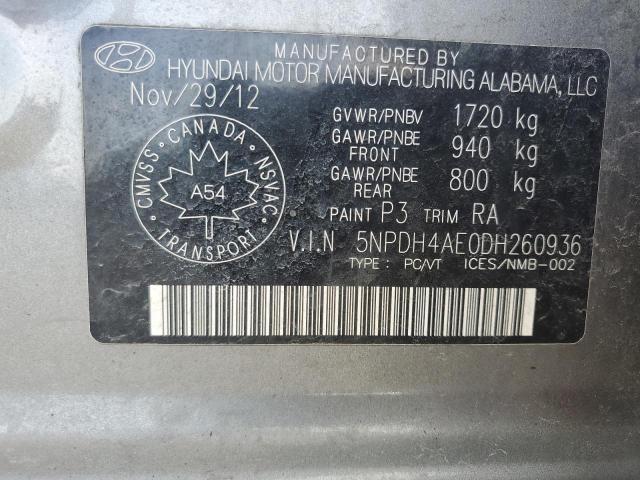 MANUFACTURED BY
HYUNDAI MOTOR MANUFACTURING ALABAMA, LLC
Nov/29/12
GVWR/PNBV 1720 kg
GAWR/PNBE FRONT 940 kg
GAWR/PNBE REAR 800 kg
CANADA
CMVSS
NSVAC
A54
TRANSPORT
PAINT P3 TRIM RA
V.I.N 5NPDH4AE0DH260936
TYPE : PC/VT ICES/NMB-002